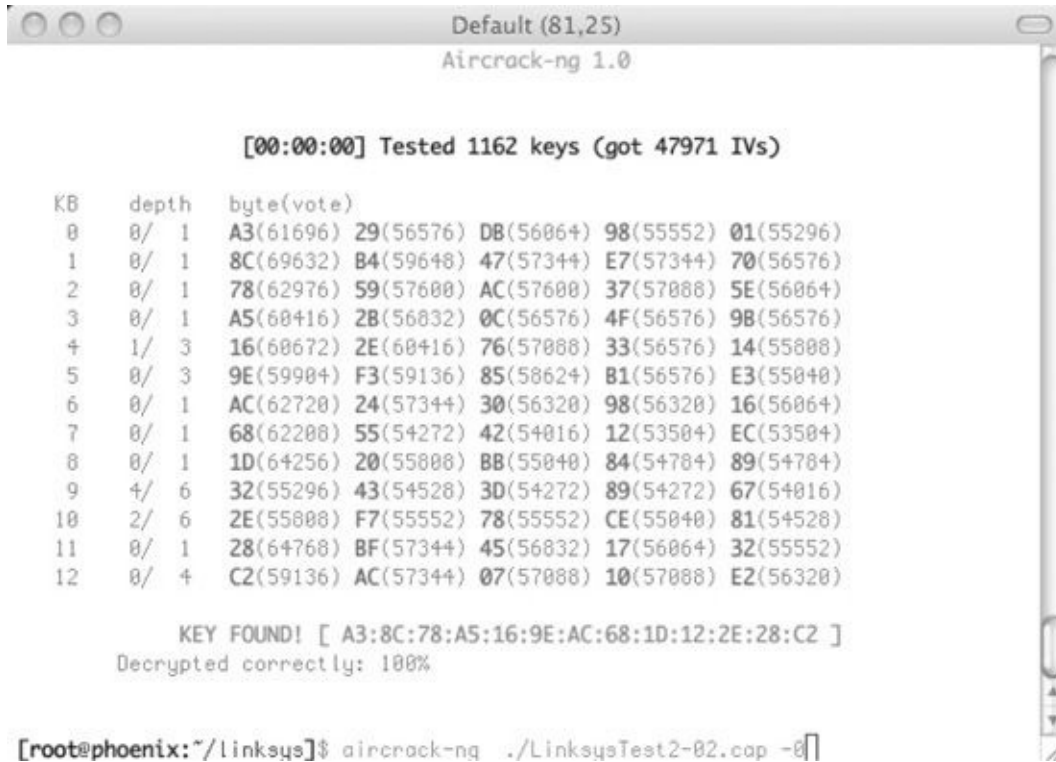 Default (81,25)
Aircrack-ng 1.0
[00:00:00] Tested 1162 keys (got 47971 IVs)
KB depth byte(vote)
0 0/ 1 A3(61696) 29(56576) DB(56064) 98(55552) 01(55296)
1 0/ 1 8C(69632) B4(59648) 47(57344) E7(57344) 70(56576)
2 0/ 1 78(62976) 59(57600) AC(57600) 37(57088) 5E(56064)
3 0/ 1 A5(60416) 2B(56832) 0C(56576) 4F(56576) 9B(56576)
4 1/ 3 16(60672) 2E(60416) 76(57088) 33(56576) 14(55808)
5 0/ 3 9E(59904) F3(59136) 85(58624) B1(56576) E3(55040)
6 0/ 1 AC(62720) 24(57344) 30(56320) 98(56320) 16(56064)
7 0/ 1 68(62208) 55(54272) 42(54016) 12(53504) EC(53504)
8 0/ 1 1D(64256) 20(55808) BB(55040) 84(54784) 89(54784)
9 4/ 6 32(55296) 43(54528) 3D(54272) 89(54272) 67(54016)
10 2/ 6 2E(55808) F7(55552) 78(55552) CE(55040) 81(54528)
11 0/ 1 28(64768) BF(57344) 45(56832) 17(56064) 32(55552)
12 0/ 4 C2(59136) AC(57344) 07(57088) 10(57088) E2(56320)
KEY FOUND! [ A3:8C:78:A5:16:9E:AC:68:1D:12:2E:28:C2 ]
Decrypted correctly: 100%
[root@phoenix:~/linksys]$ aircrack-ng ./LinksysTest2-02.cap -0